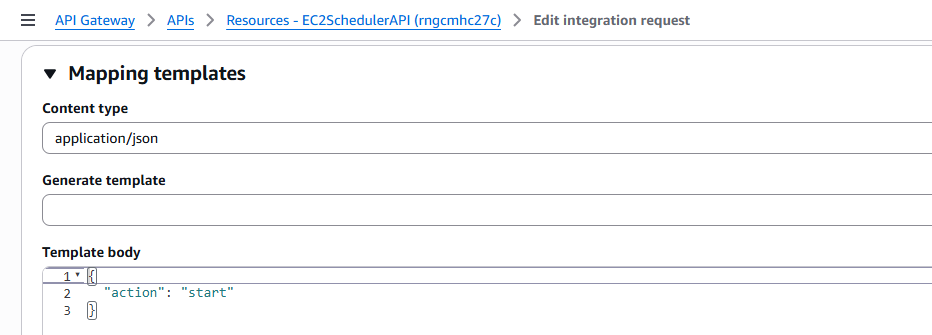 API Gateway > APIs > Resources - EC2SchedulerAPI (rngcmhc27c) > Edit integration request
Mapping templates
Content type
application/json
Generate template
Template body
1 {
2 "action": "start"
3 }